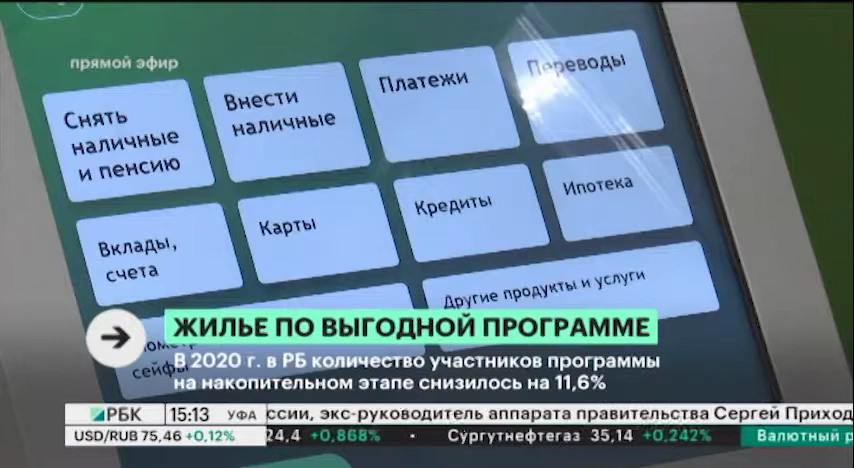 прямой эфир
Снять
наличные
и пенсию
Внести
наличные
Платежи
Переводы
Вклады,
счета
Карты
Кредиты
Ипотека
Другие продукты и услуги
сейфы
ЖИЛЬЕ ПО ВЫГОДНОЙ ПРОГРАММЕ
В 2020 г. в РБ количество участников программы
на накопительном этапе снизилось на 11,6%
РБК 15:13 УФА ссии, экс-руководитель аппарата правительства Сергей Приход
USD/RUB 75,46 +0,12% 24,4 +0,868% • Сургутнефтегаз 35,14 +0,242% Валютный р